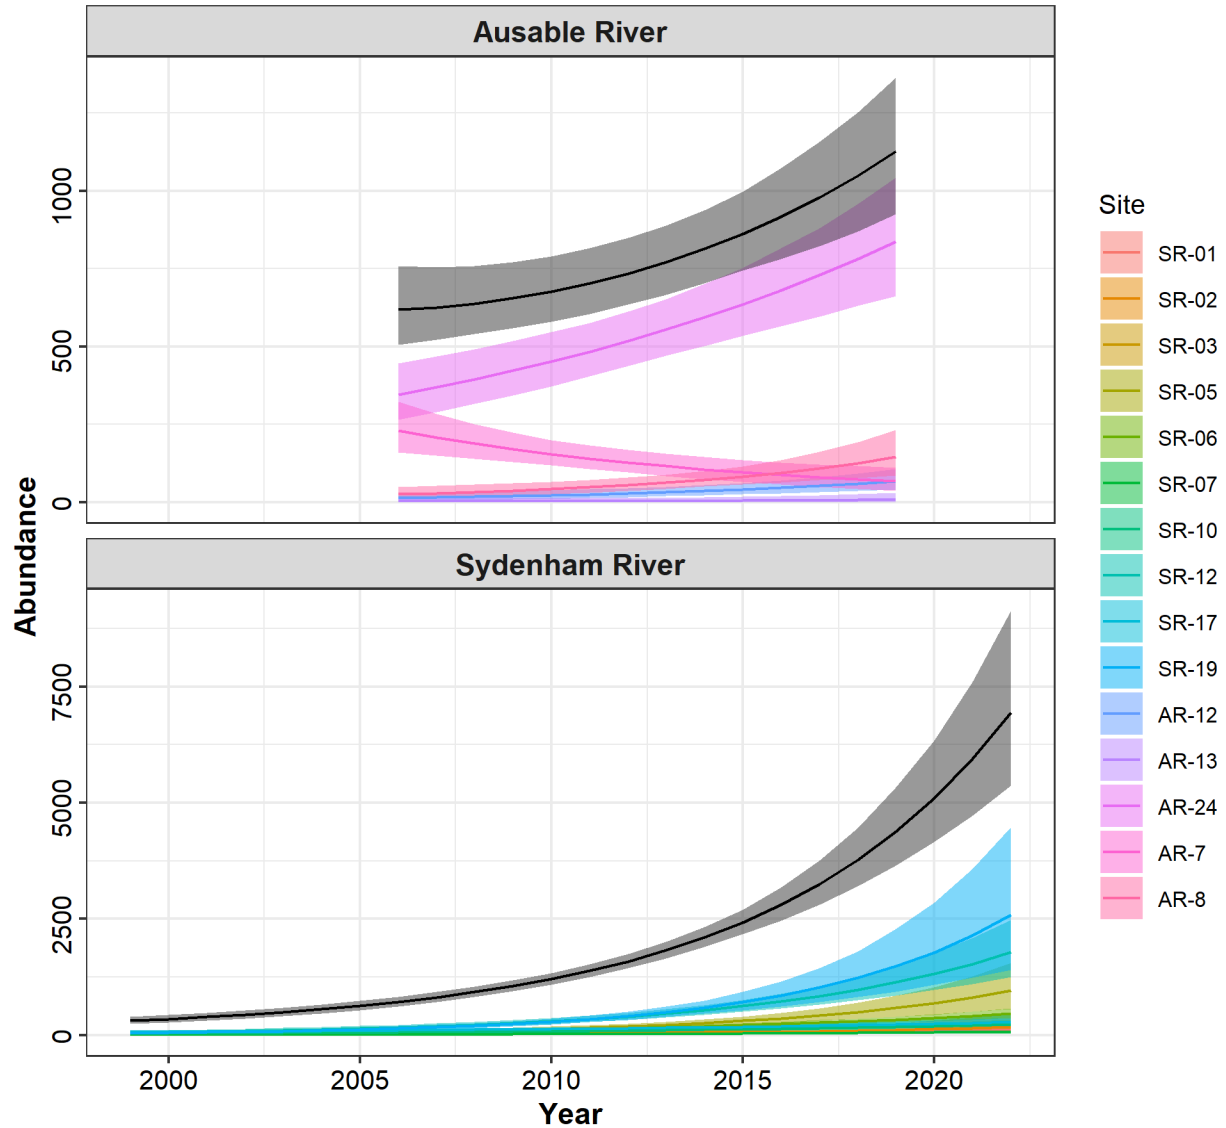 Ausable River
1000
500
0
Sydenham River
7500
5000
2500
0
2000 2005 2010 2015 2020
Year
Abundance
Site
SR-01
SR-02
SR-03
SR-05
SR-06
SR-07
SR-10
SR-12
SR-17
SR-19
AR-12
AR-13
AR-24
AR-7
AR-8